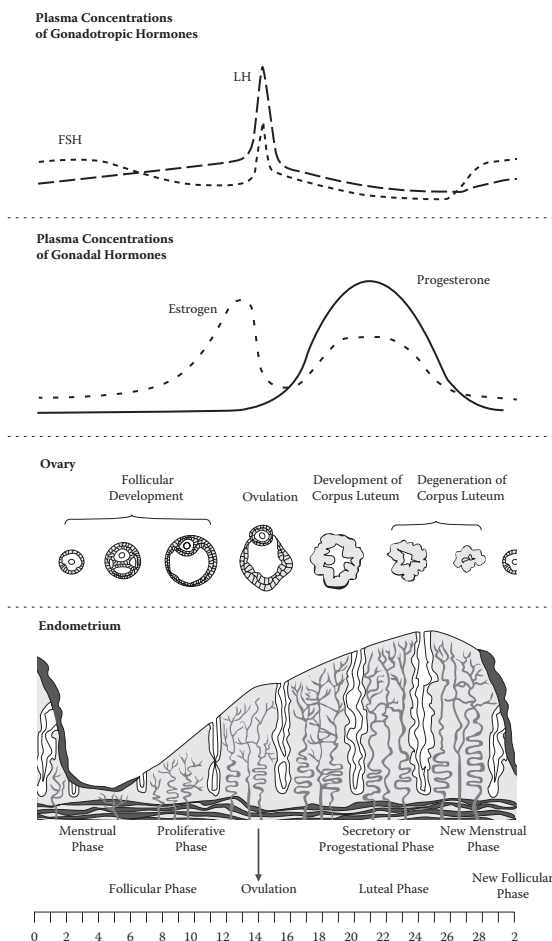 Plasma Concentrations
of Gonadotropic Hormones
LH
FSH
Plasma Concentrations
of Gonadal Hormones
Progesterone
Estrogen
Ovary
Follicular
Development
Ovulation
Development of
Corpus Luteum
Degeneration of
Corpus Luteum
Endometrium
Menstrual
Phase
Proliferative
Phase
Secretory or
Progestational Phase
New Menstrual
Phase
Follicular Phase
Ovulation
Luteal Phase
New Follicular
Phase
0 2 4 6 8 10 12 14 16 18 20 22 24 26 28 2